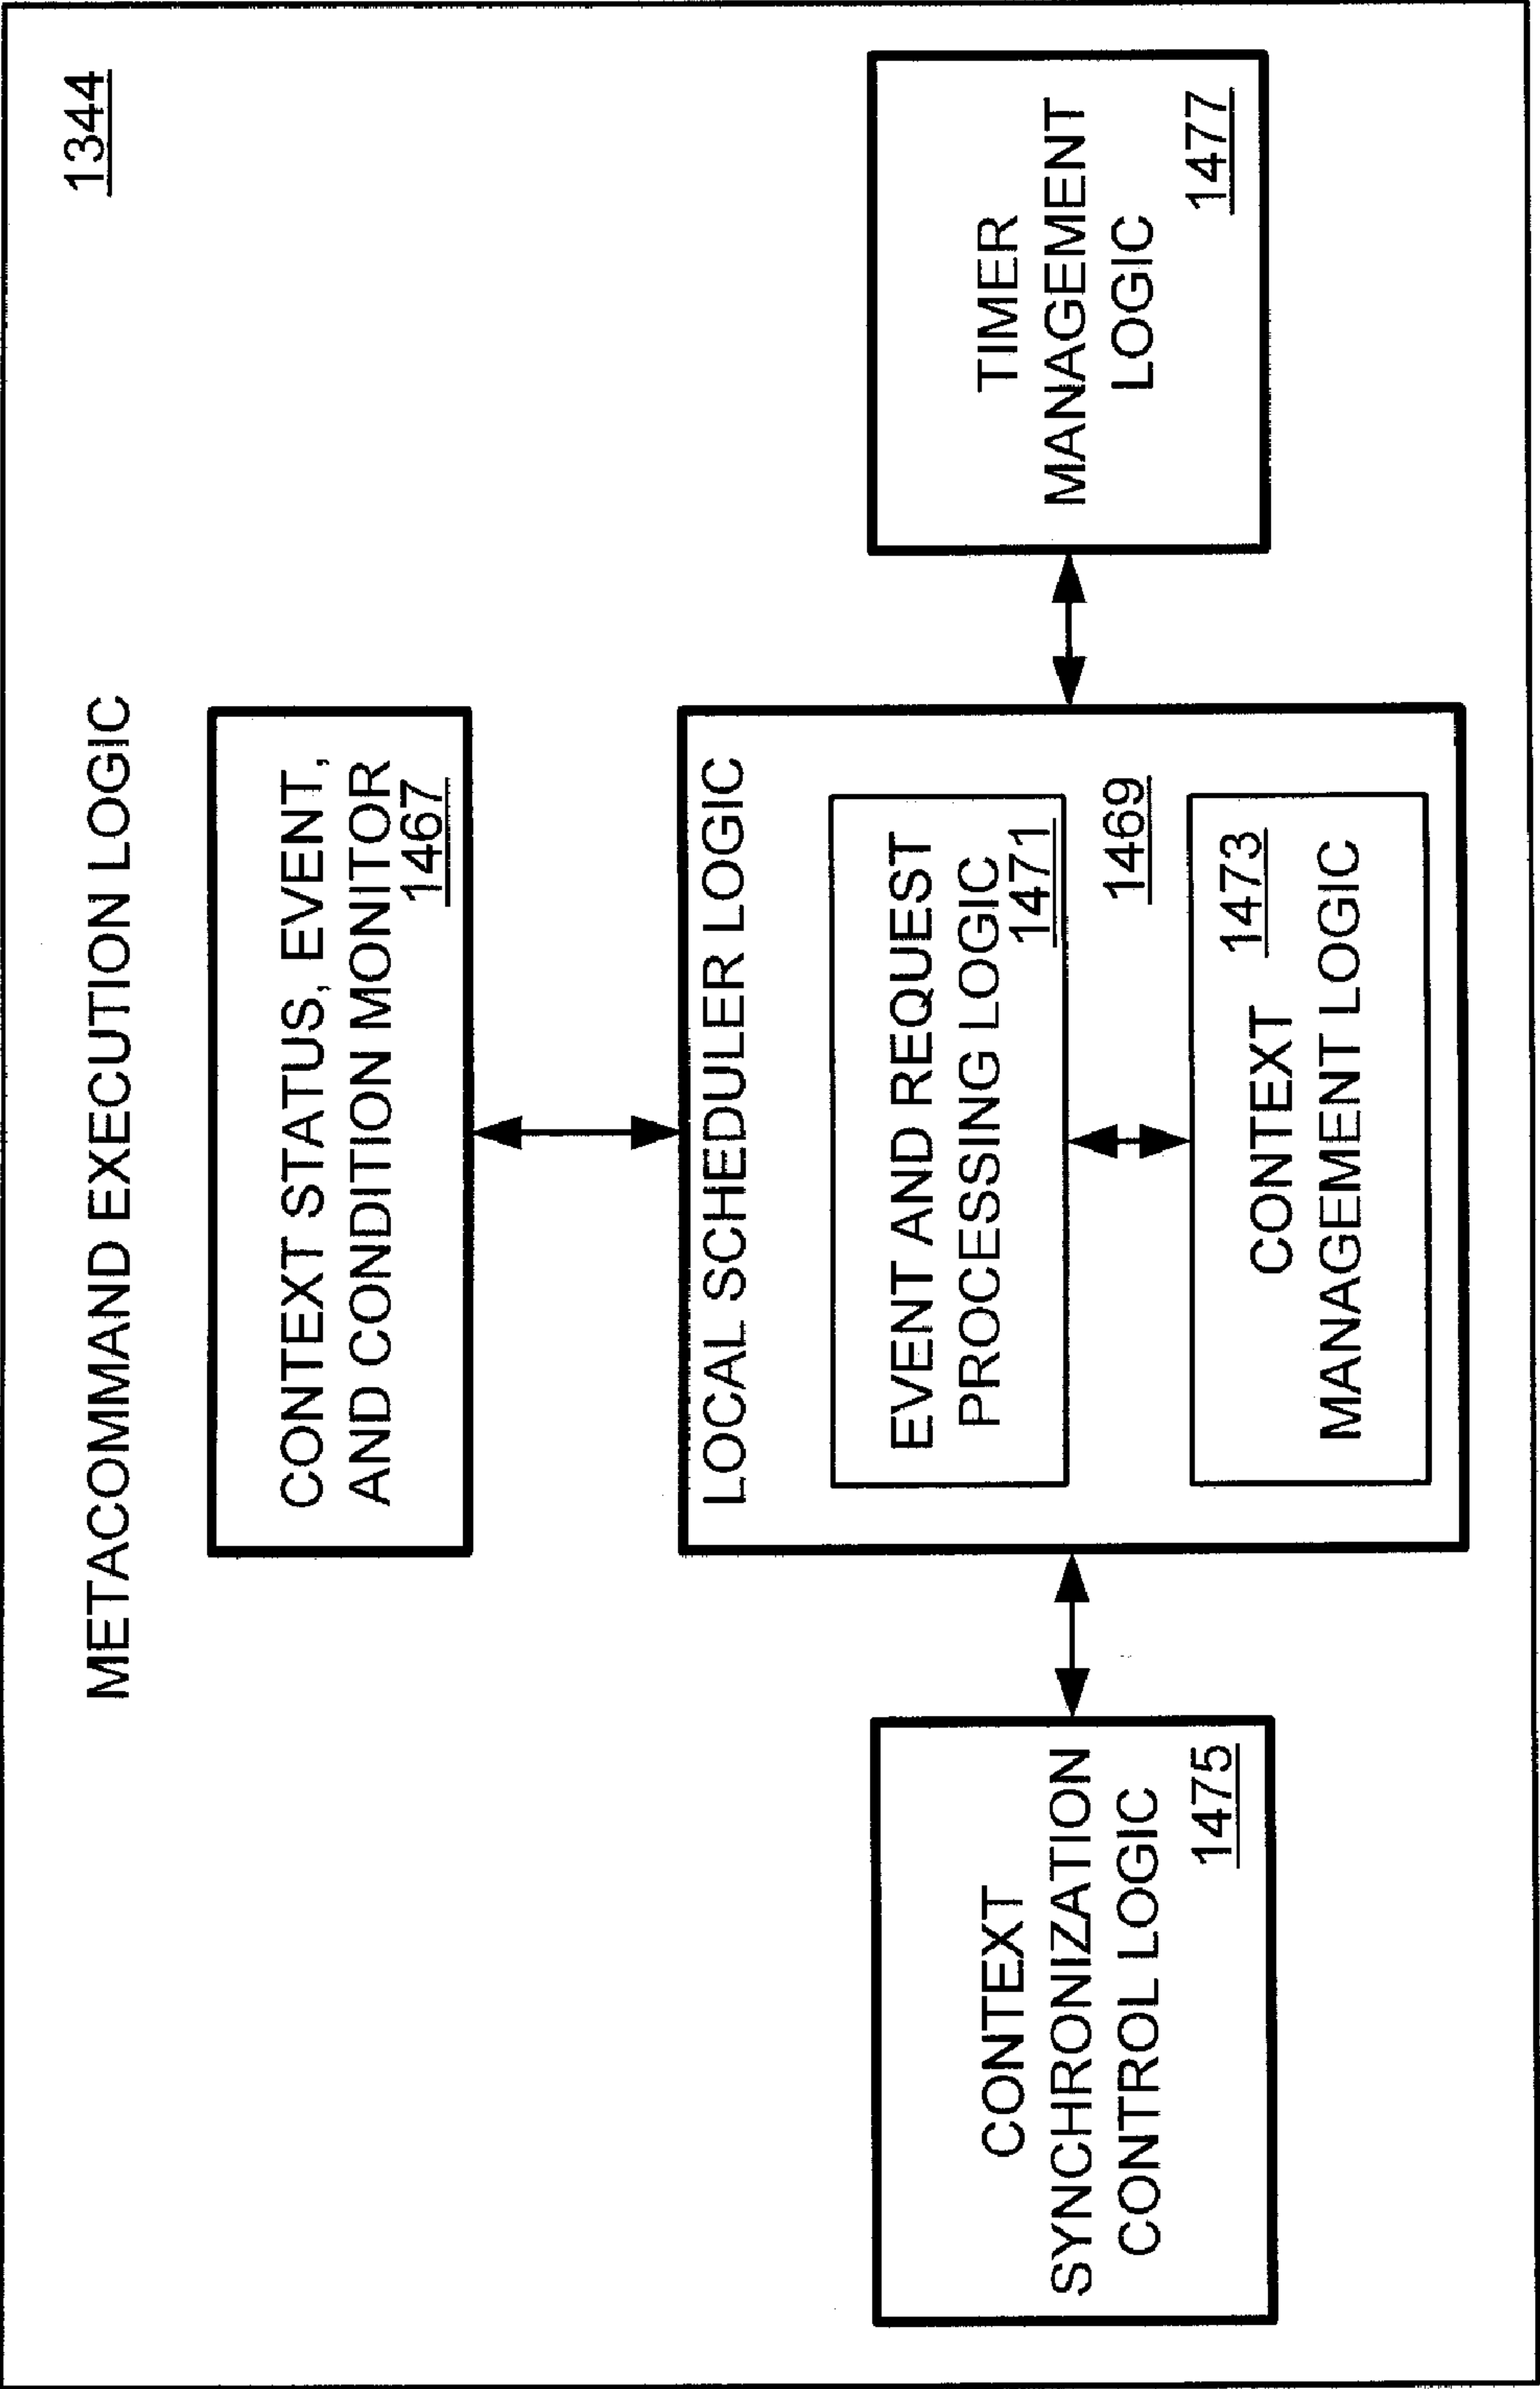 METACOMMAND EXECUTION LOGIC
1344
CONTEXT STATUS, EVENT,
AND CONDITION MONITOR
1467
LOCAL SCHEDULER LOGIC
EVENT AND REQUEST
PROCESSING LOGIC
1471
1469
1473
CONTEXT
MANAGEMENT LOGIC
CONTEXT
SYNCHRONIZATION
CONTROL LOGIC
1475
TIMER
MANAGEMENT
LOGIC
1477